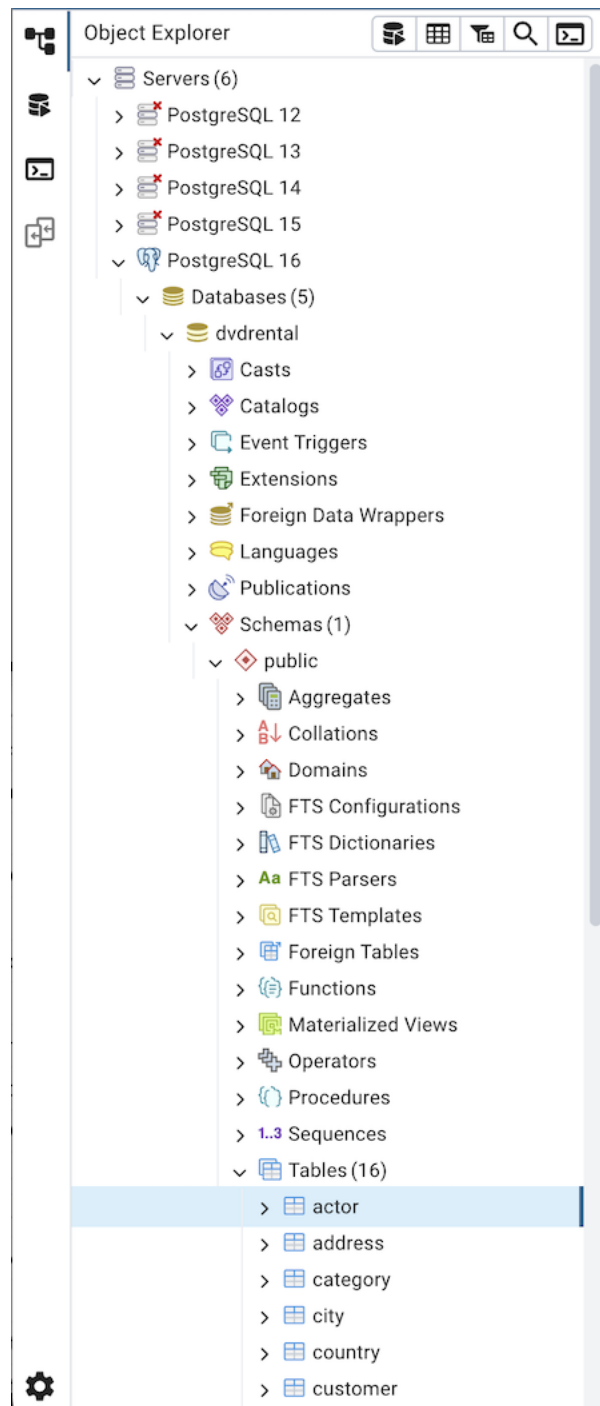 Object Explorer
Servers (6)
PostgreSQL 12
PostgreSQL 13
PostgreSQL 14
PostgreSQL 15
PostgreSQL 16
Databases (5)
dvdrental
Casts
Catalogs
Event Triggers
Extensions
Foreign Data Wrappers
Languages
Publications
Schemas (1)
public
Aggregates
Collations
Domains
FTS Configurations
FTS Dictionaries
Aa FTS Parsers
FTS Templates
Foreign Tables
Functions
Materialized Views
Operators
Procedures
1..3 Sequences
Tables (16)
actor
address
category
city
country
customer